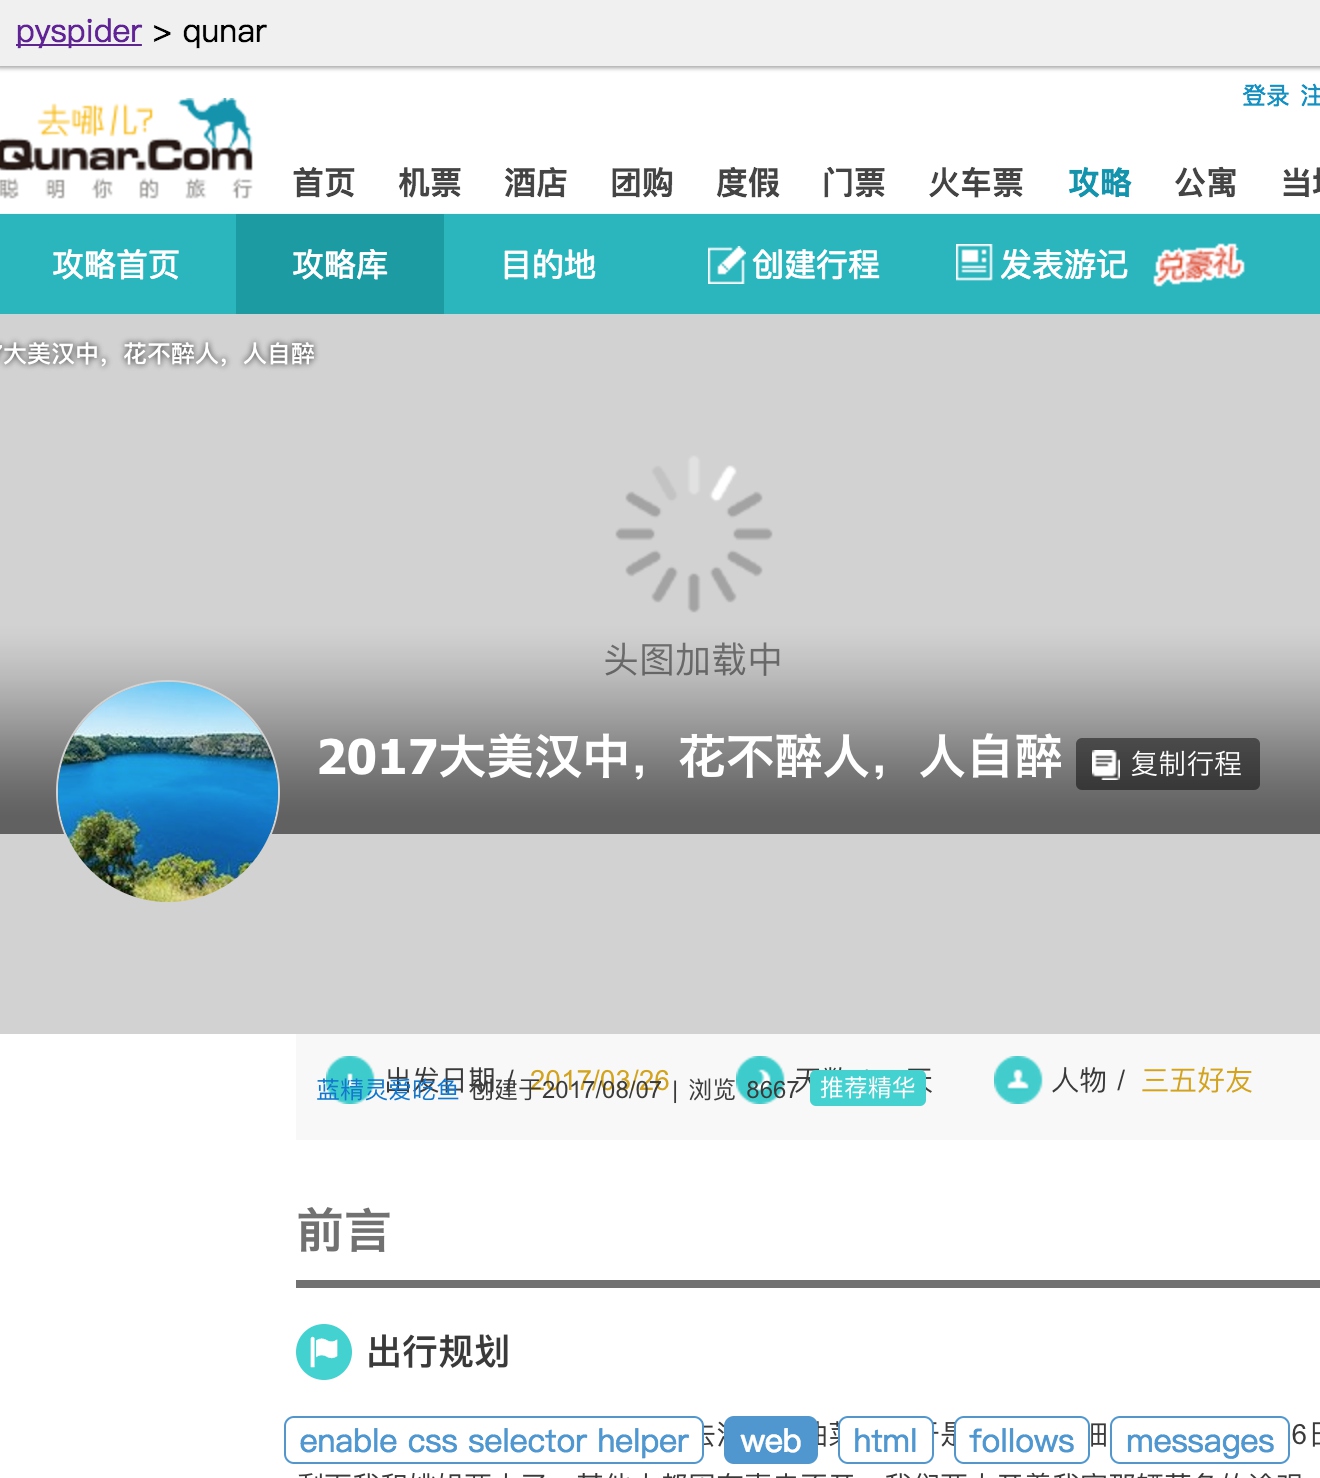 pyspider > qunar
登录
去哪儿?
Qunar.Com
聪明你的旅行
首页 机票 酒店 团购 度假 门票 火车票 攻略 公寓
攻略首页 攻略库 目的地 创建行程 发表游记 兑豪礼
大美汉中，花不醉人，人自醉
头图加载中
2017大美汉中，花不醉人，人自醉 复制行程
出发日期 / 2017/03/26 人物 / 三五好友
蓝精灵爱吃鱼 创建于2017/08/07 | 浏览 8667 推荐精华
前言
出行规划
enable css selector helper web html follows messages